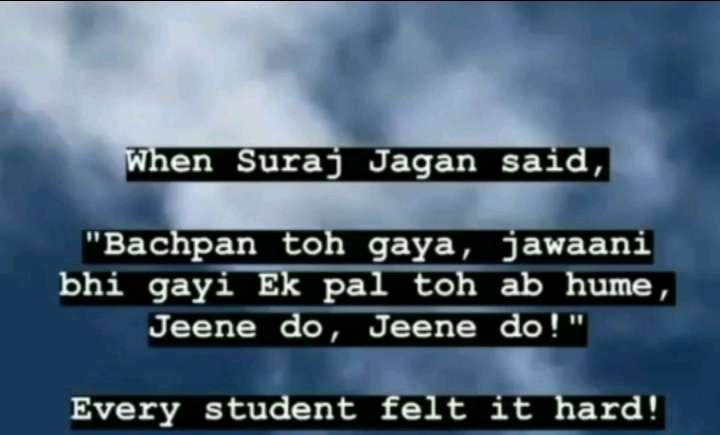 When Suraj Jagan said,
"Bachpan toh gaya, jawaani
bhi gayi Ek pal toh ab hume,
Jeene do, Jeene do!"
Every student felt it hard!